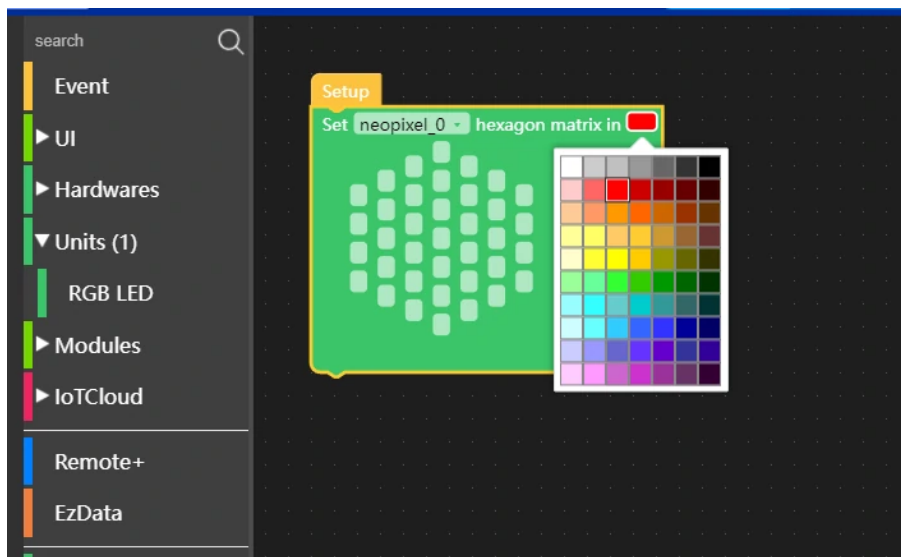 search
Event
UI
Hardwares
Units (1)
RGB LED
Modules
IoTCloud
Remote+
EzData
Setup
Set neopixel_0 hexagon matrix in